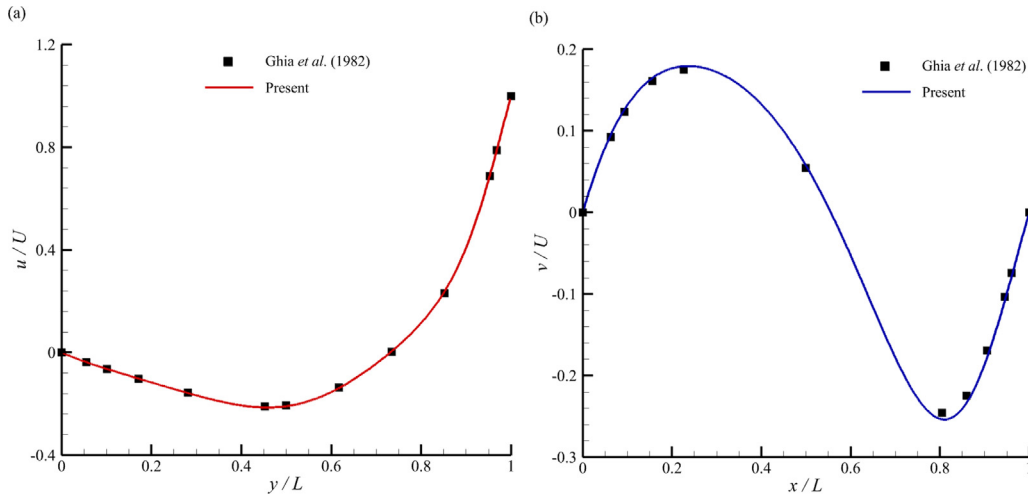 (a)
1.2
0.8
0.4
0
-0.4
u / U
Ghia et al. (1982)
Present
0 0.2 0.4 0.6 0.8 1
y / L
(b)
0.2
0.1
0
-0.1
-0.2
-0.3
v / U
Ghia et al. (1982)
Present
0 0.2 0.4 0.6 0.8 1
x / L